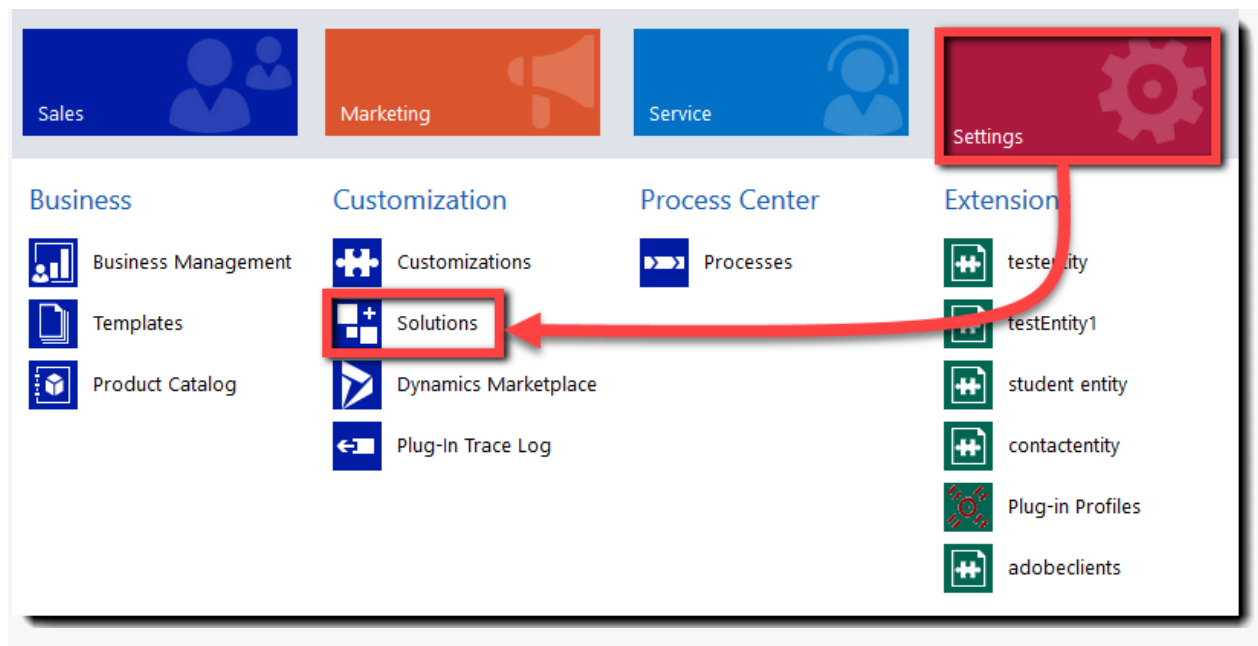 Sales
Marketing
Service
Settings
Business
Business Management
Templates
Product Catalog
Customization
Customizations
Solutions
Dynamics Marketplace
Plug-In Trace Log
Process Center
Processes
Extensions
testentity
testEntity1
student entity
contactentity
Plug-in Profiles
adobeclients